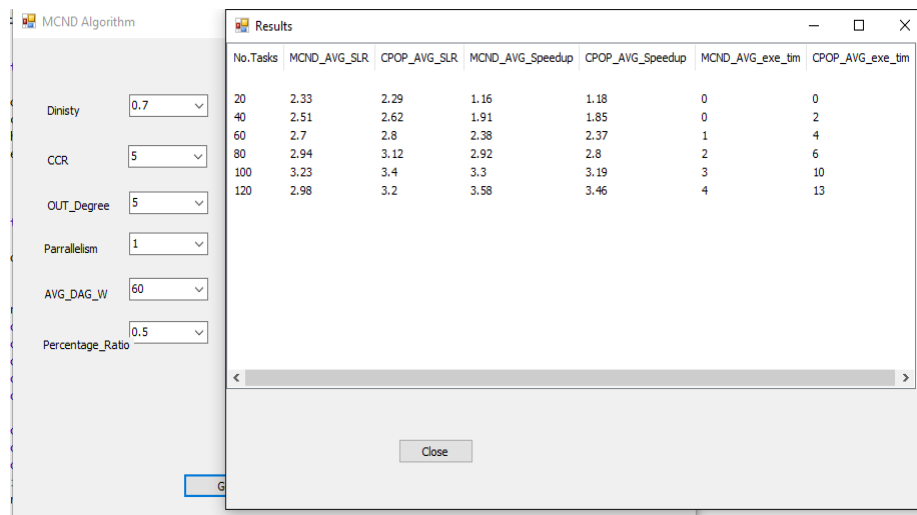 MCND Algorithm
Dinisty 0.7
CCR 5
OUT_Degree 5
Parrallelism 1
AVG_DAG_W 60
Percentage_Ratio 0.5
G
Results
No.Tasks MCND_AVG_SLR CPOP_AVG_SLR MCND_AVG_Speedup CPOP_AVG_Speedup MCND_AVG_exe_tim CPOP_AVG_exe_tim
20 2.33 2.29 1.16 1.18 0 0
40 2.51 2.62 1.91 1.85 0 2
60 2.7 2.8 2.38 2.37 1 4
80 2.94 3.12 2.92 2.8 2 6
100 3.23 3.4 3.3 3.19 3 10
120 2.98 3.2 3.58 3.46 4 13
Close